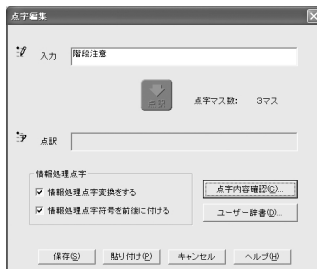 点字編集
入力 階段注意
点訳
点字マス数: 3マス
点訳
情報処理点字
情報処理点字変換をする
情報処理点字符号を前後に付ける
点字内容確認(C)...
ユーザー辞書(D)...
保存(S) 貼り付け(P) キャンセル ヘルプ(H)